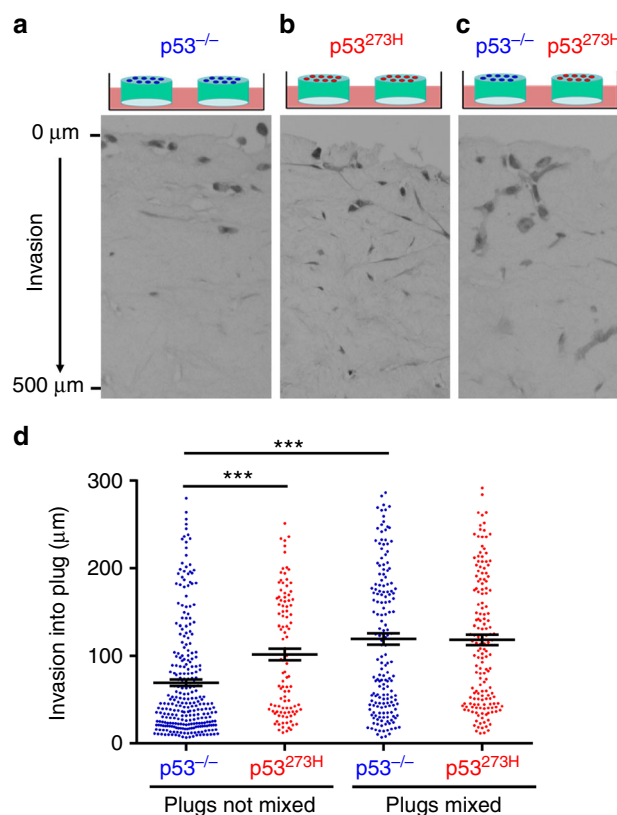 a b c
p53–/– p53273H p53–/– p53273H
0 μm
Invasion
500 μm
d
***
***
Invasion into plug (μm)
300
200
100
0
p53–/– p53273H p53–/– p53273H
Plugs not mixed Plugs mixed